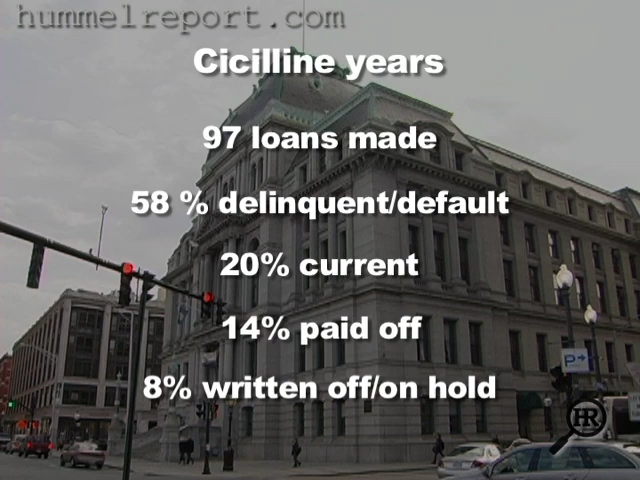 hummelreport.com
Cicilline years
97 loans made
58 % delinquent/default
20% current
14% paid off
8% written off/on hold
P
HR